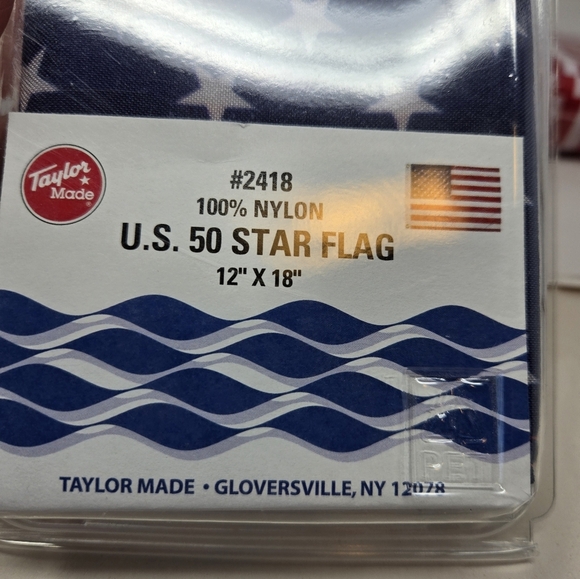 Taylor
Made
#2418
100% NYLON
U.S. 50 STAR FLAG
12" X 18"
TAYLOR MADE • GLOVERSVILLE, NY 12078